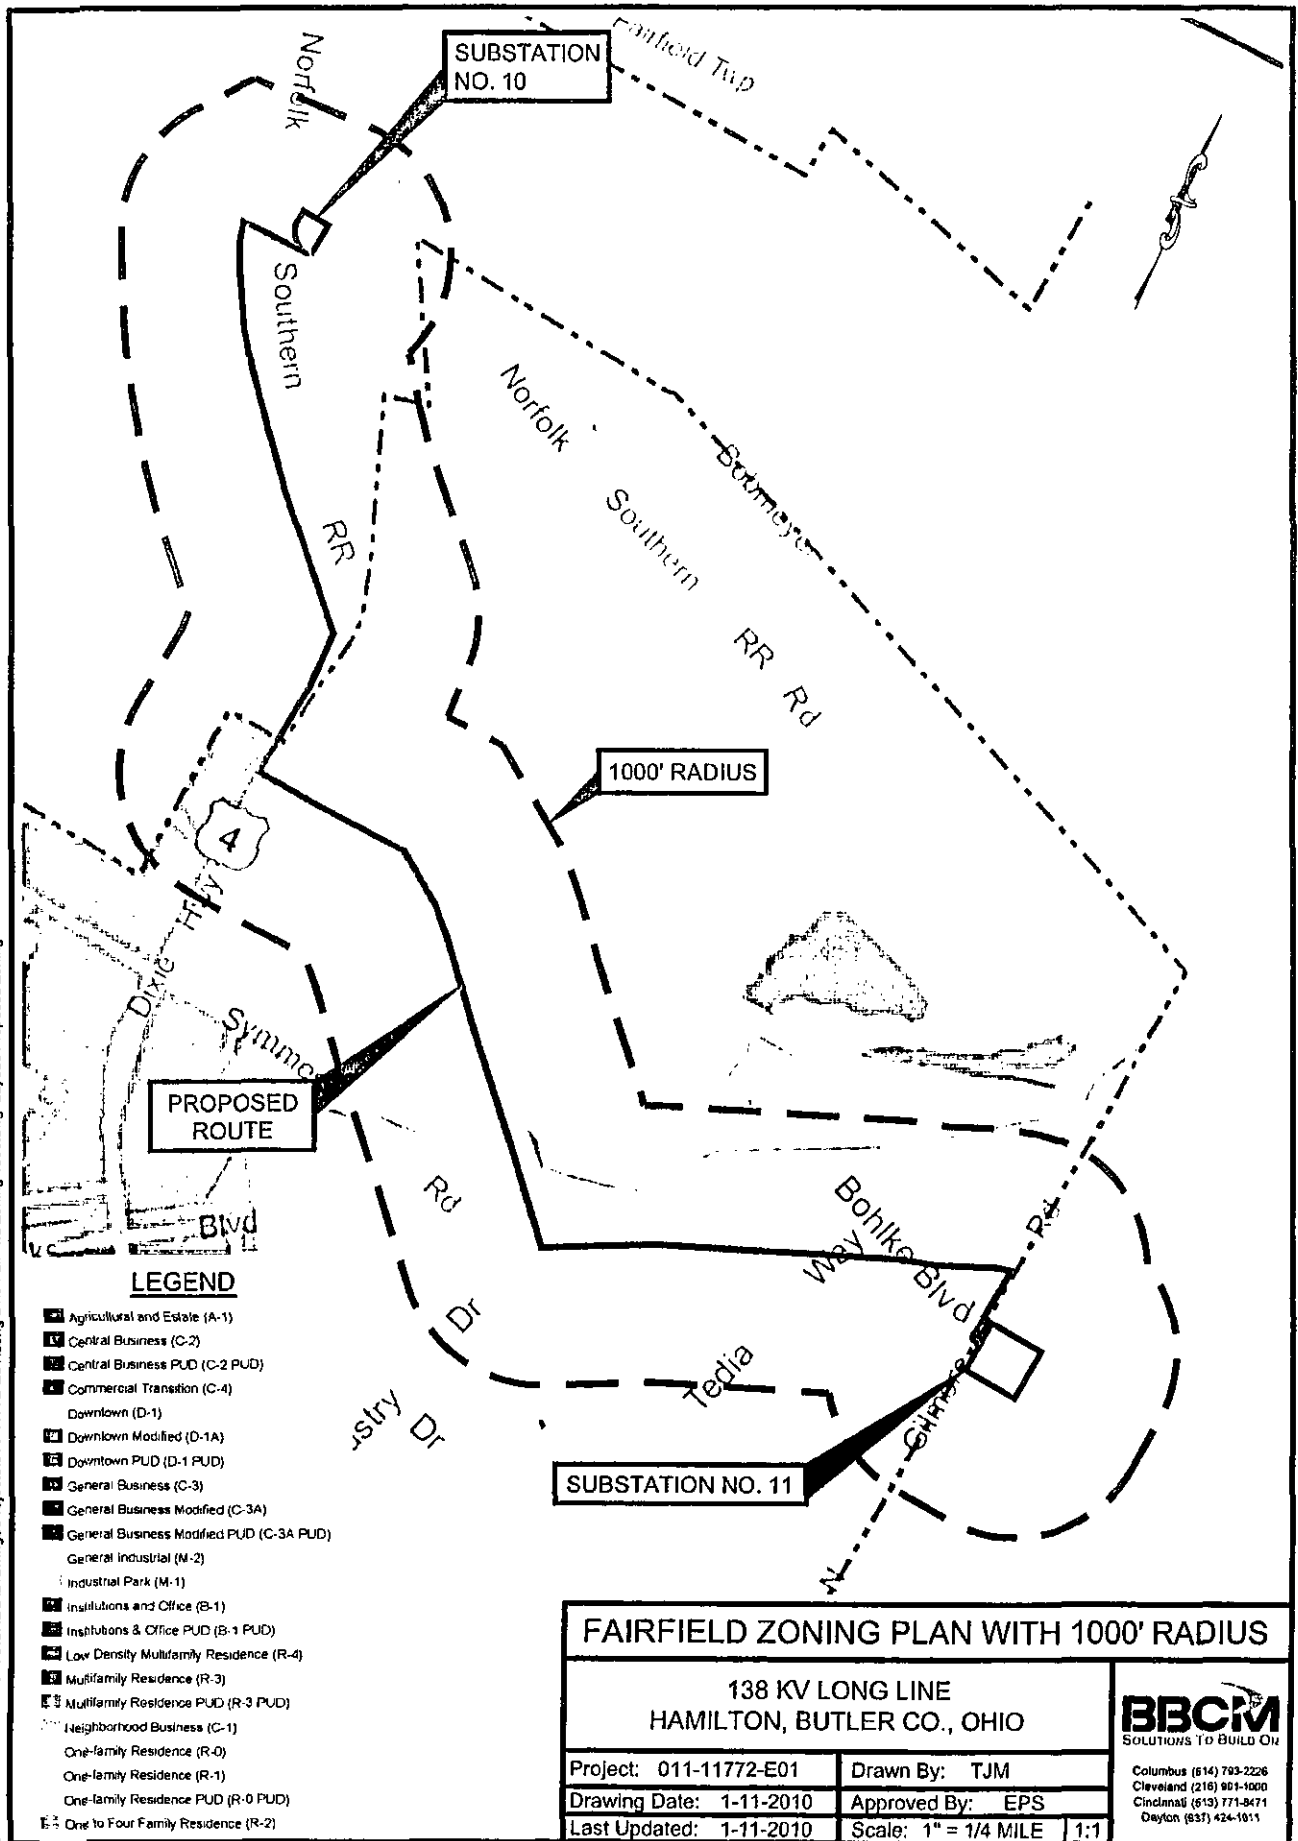 SUBSTATION
NO. 10
Fairfield Twp
Norfolk
Southern
RR
Norfolk
Southern
RR Rd
1000' RADIUS
4
Dixie Hwy
PROPOSED
ROUTE
Rd
Blvd
Bohlke Blvd
Way
Rd
Dr
Tedia
Dr
Gilmore
N
SUBSTATION NO. 11
LEGEND
Agricultural and Estate (A-1)
Central Business (C-2)
Central Business PUD (C-2 PUD)
Commercial Transition (C-4)
Downtown (D-1)
Downtown Modified (D-1A)
Downtown PUD (D-1 PUD)
General Business (C-3)
General Business Modified (C-3A)
General Business Modified PUD (C-3A PUD)
General Industrial (M-2)
Industrial Park (M-1)
Institutions and Office (B-1)
Institutions & Office PUD (B-1 PUD)
Low Density Multifamily Residence (R-4)
Multifamily Residence (R-3)
Multifamily Residence PUD (R-3 PUD)
Neighborhood Business (C-1)
One-family Residence (R-0)
One-family Residence (R-1)
One-family Residence PUD (R-0 PUD)
One to Four Family Residence (R-2)
FAIRFIELD ZONING PLAN WITH 1000' RADIUS
138 KV LONG LINE
HAMILTON, BUTLER CO., OHIO
Project: 011-11772-E01
Drawn By: TJM
Drawing Date: 1-11-2010
Approved By: EPS
Last Updated: 1-11-2010
Scale: 1" = 1/4 MILE 1:1
BBCM
SOLUTIONS TO BUILD ON
Columbus (614) 793-2226
Cleveland (216) 901-1000
Cincinnati (513) 771-8471
Dayton (937) 424-1011